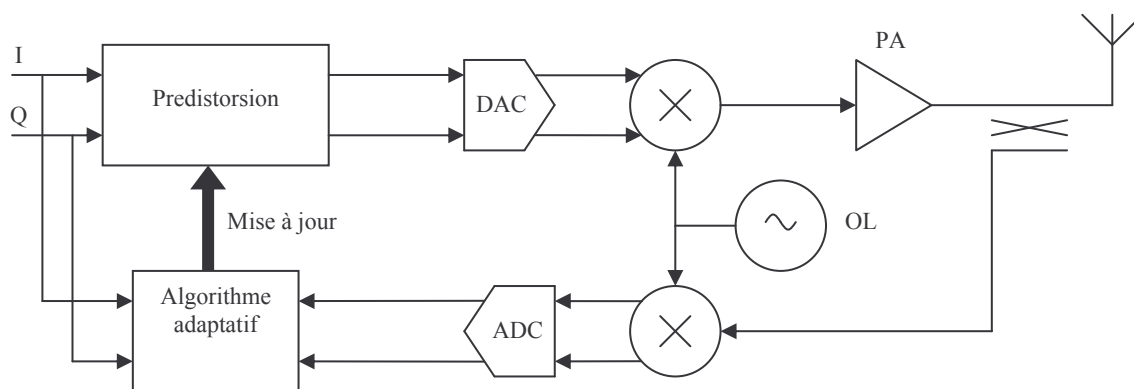 I
Q
Predistorsion
DAC
PA
Mise à jour
OL
Algorithme
adaptatif
ADC